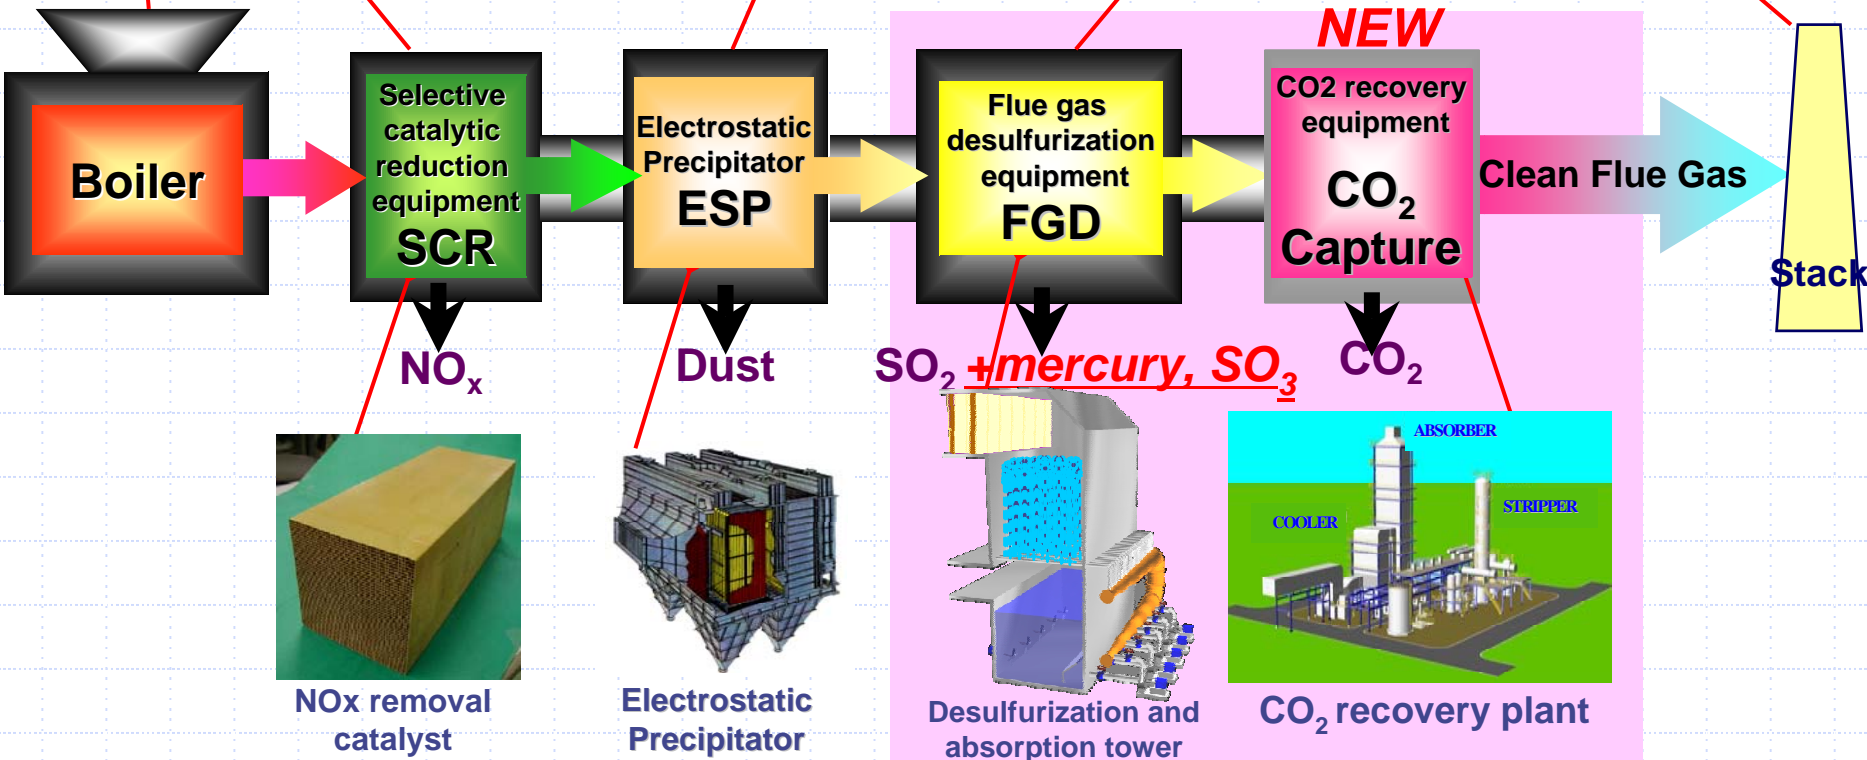 NEW
Boiler
Selective
catalytic
reduction
equipment
SCR
Electrostatic
Precipitator
ESP
Flue gas
desulfurization
equipment
FGD
CO2 recovery
equipment
CO₂
Capture
Clean Flue Gas
Stack
NOₓ
Dust
SO₂ +mercury, SO₃
CO₂
ABSORBER
STRIPPER
COOLER
NOx removal
catalyst
Electrostatic
Precipitator
Desulfurization and
absorption tower
CO₂ recovery plant